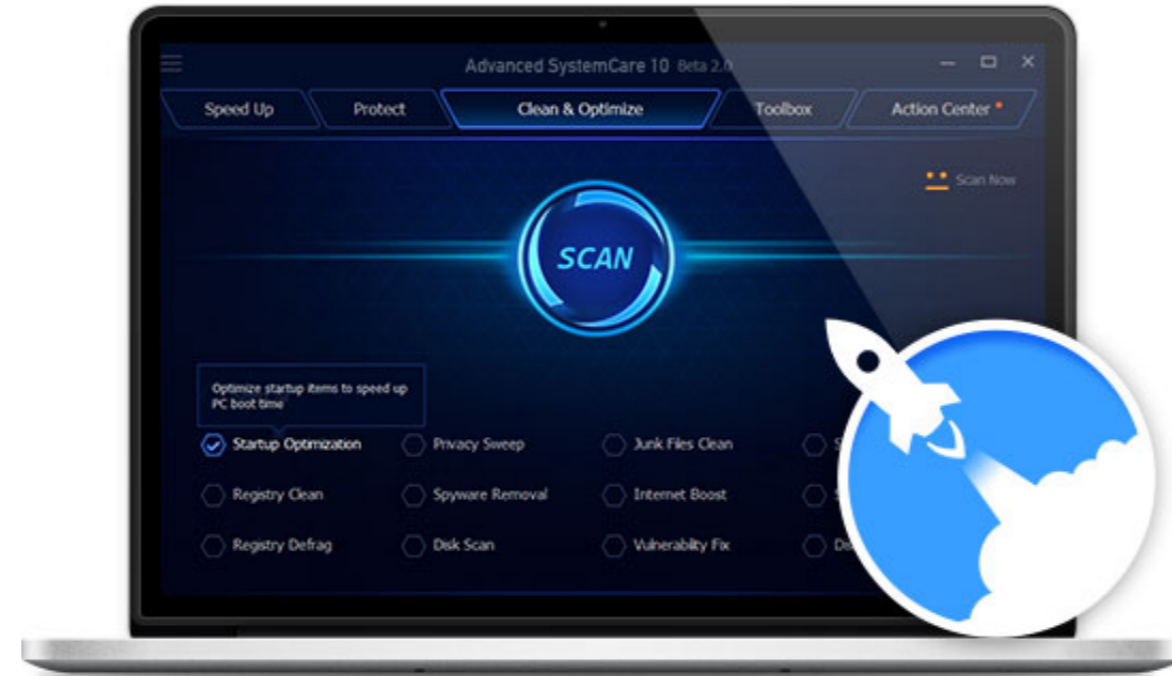 Advanced SystemCare 10 Beta 2.0
Speed Up
Protect
Clean & Optimize
Toolbox
Action Center
Scan Now
SCAN
Optimize startup items to speed up
PC boot time
Startup Optimization
Privacy Sweep
Junk Files Clean
Registry Clean
Spyware Removal
Internet Boost
Registry Defrag
Disk Scan
Vulnerability Fix